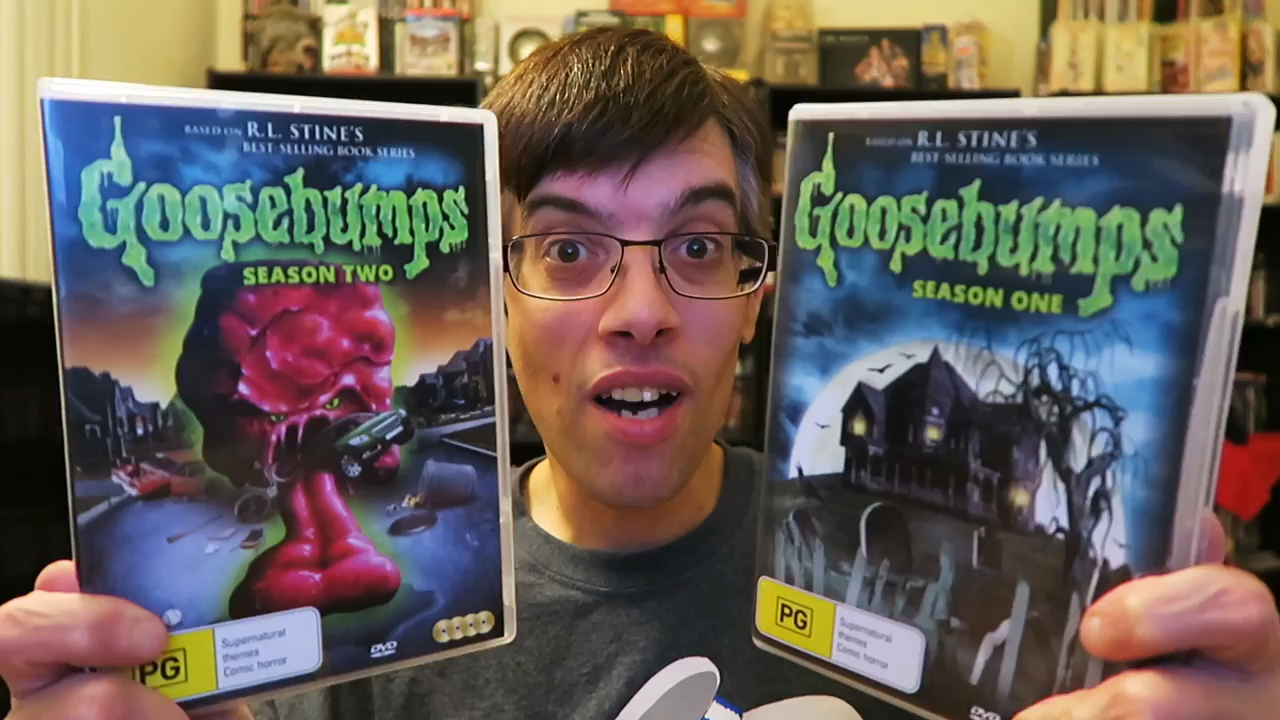 BASED ON R.L. STINE'S
BEST-SELLING BOOK SERIES
Goosebumps
SEASON TWO
PG
Supernatural
themes
Comic horror
DVD
BASED ON R.L. STINE'S
BEST-SELLING BOOK SERIES
Goosebumps
SEASON ONE
PG
Supernatural
themes
Comic horror
DVD